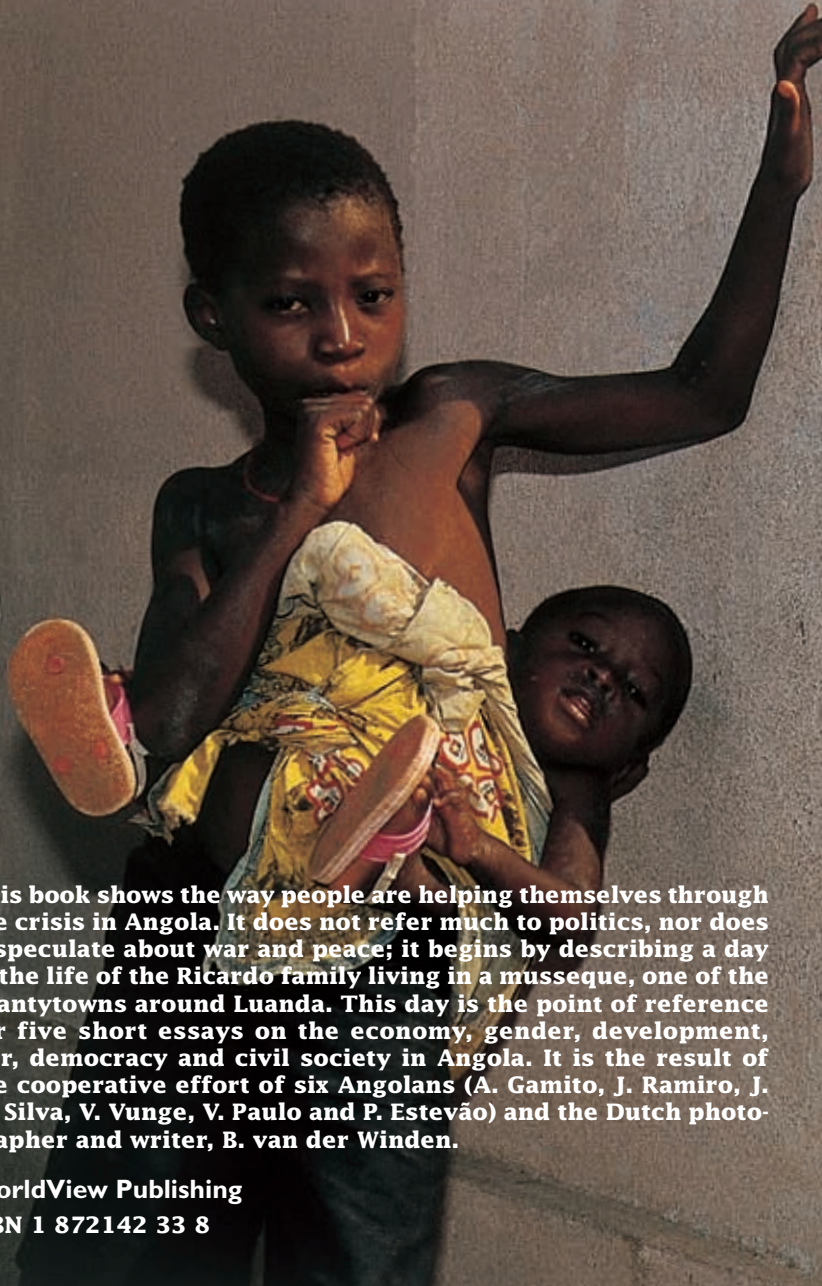 is book shows the way people are helping themselves through
e crisis in Angola. It does not refer much to politics, nor does
speculate about war and peace; it begins by describing a day
the life of the Ricardo family living in a musseque, one of the
antytowns around Luanda. This day is the point of reference
r five short essays on the economy, gender, development,
r, democracy and civil society in Angola. It is the result of
e cooperative effort of six Angolans (A. Gamito, J. Ramiro, J.
Silva, V. Vunge, V. Paulo and P. Estevão) and the Dutch photo-
apher and writer, B. van der Winden.
orldView Publishing
BN 1 872142 33 8